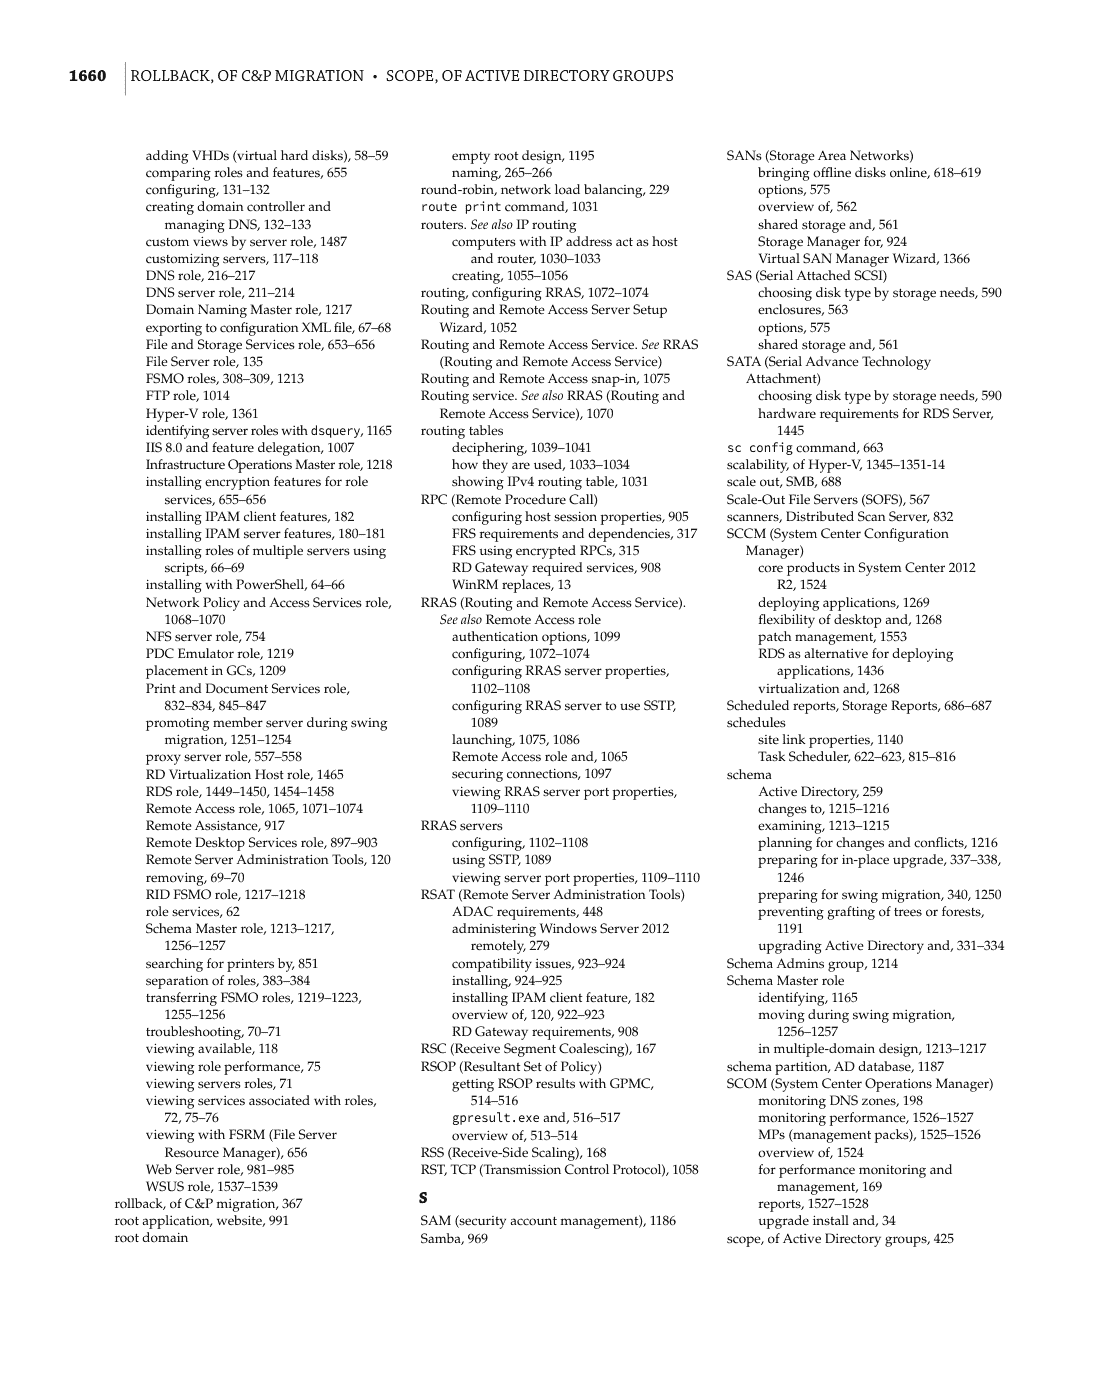 1660
ROLLBACK, OF C&P MIGRATION • SCOPE, OF ACTIVE DIRECTORY GROUPS
adding VHDs (virtual hard disks), 58–59
comparing roles and features, 655
configuring, 131–132
creating domain controller and
managing DNS, 132–133
custom views by server role, 1487
customizing servers, 117–118
DNS role, 216–217
DNS server role, 211–214
Domain Naming Master role, 1217
exporting to configuration XML file, 67–68
File and Storage Services role, 653–656
File Server role, 135
FSMO roles, 308–309, 1213
FTP role, 1014
Hyper-V role, 1361
identifying server roles with dsquery, 1165
IIS 8.0 and feature delegation, 1007
Infrastructure Operations Master role, 1218
installing encryption features for role
services, 655–656
installing IPAM client features, 182
installing IPAM server features, 180–181
installing roles of multiple servers using
scripts, 66–69
installing with PowerShell, 64–66
Network Policy and Access Services role,
1068–1070
NFS server role, 754
PDC Emulator role, 1219
placement in GCs, 1209
Print and Document Services role,
832–834, 845–847
promoting member server during swing
migration, 1251–1254
proxy server role, 557–558
RD Virtualization Host role, 1465
RDS role, 1449–1450, 1454–1458
Remote Access role, 1065, 1071–1074
Remote Assistance, 917
Remote Desktop Services role, 897–903
Remote Server Administration Tools, 120
removing, 69–70
RID FSMO role, 1217–1218
role services, 62
Schema Master role, 1213–1217,
1256–1257
searching for printers by, 851
separation of roles, 383–384
transferring FSMO roles, 1219–1223,
1255–1256
troubleshooting, 70–71
viewing available, 118
viewing role performance, 75
viewing servers roles, 71
viewing services associated with roles,
72, 75–76
viewing with FSRM (File Server
Resource Manager), 656
Web Server role, 981–985
WSUS role, 1537–1539
rollback, of C&P migration, 367
root application, website, 991
root domain
empty root design, 1195
naming, 265–266
round-robin, network load balancing, 229
route print command, 1031
routers. See also IP routing
computers with IP address act as host
and router, 1030–1033
creating, 1055–1056
routing, configuring RRAS, 1072–1074
Routing and Remote Access Server Setup
Wizard, 1052
Routing and Remote Access Service. See RRAS
(Routing and Remote Access Service)
Routing and Remote Access snap-in, 1075
Routing service. See also RRAS (Routing and
Remote Access Service), 1070
routing tables
deciphering, 1039–1041
how they are used, 1033–1034
showing IPv4 routing table, 1031
RPC (Remote Procedure Call)
configuring host session properties, 905
FRS requirements and dependencies, 317
FRS using encrypted RPCs, 315
RD Gateway required services, 908
WinRM replaces, 13
RRAS (Routing and Remote Access Service).
See also Remote Access role
authentication options, 1099
configuring, 1072–1074
configuring RRAS server properties,
1102–1108
configuring RRAS server to use SSTP,
1089
launching, 1075, 1086
Remote Access role and, 1065
securing connections, 1097
viewing RRAS server port properties,
1109–1110
RRAS servers
configuring, 1102–1108
using SSTP, 1089
viewing server port properties, 1109–1110
RSAT (Remote Server Administration Tools)
ADAC requirements, 448
administering Windows Server 2012
remotely, 279
compatibility issues, 923–924
installing, 924–925
installing IPAM client feature, 182
overview of, 120, 922–923
RD Gateway requirements, 908
RSC (Receive Segment Coalescing), 167
RSOP (Resultant Set of Policy)
getting RSOP results with GPMC,
514–516
gpresult.exe and, 516–517
overview of, 513–514
RSS (Receive-Side Scaling), 168
RST, TCP (Transmission Control Protocol), 1058
S
SAM (security account management), 1186
Samba, 969
SANs (Storage Area Networks)
bringing offline disks online, 618–619
options, 575
overview of, 562
shared storage and, 561
Storage Manager for, 924
Virtual SAN Manager Wizard, 1366
SAS (Serial Attached SCSI)
choosing disk type by storage needs, 590
enclosures, 563
options, 575
shared storage and, 561
SATA (Serial Advance Technology
Attachment)
choosing disk type by storage needs, 590
hardware requirements for RDS Server,
1445
sc config command, 663
scalability, of Hyper-V, 1345–1351-14
scale out, SMB, 688
Scale-Out File Servers (SOFS), 567
scanners, Distributed Scan Server, 832
SCCM (System Center Configuration
Manager)
core products in System Center 2012
R2, 1524
deploying applications, 1269
flexibility of desktop and, 1268
patch management, 1553
RDS as alternative for deploying
applications, 1436
virtualization and, 1268
Scheduled reports, Storage Reports, 686–687
schedules
site link properties, 1140
Task Scheduler, 622–623, 815–816
schema
Active Directory, 259
changes to, 1215–1216
examining, 1213–1215
planning for changes and conflicts, 1216
preparing for in-place upgrade, 337–338,
1246
preparing for swing migration, 340, 1250
preventing grafting of trees or forests,
1191
upgrading Active Directory and, 331–334
Schema Admins group, 1214
Schema Master role
identifying, 1165
moving during swing migration,
1256–1257
in multiple-domain design, 1213–1217
schema partition, AD database, 1187
SCOM (System Center Operations Manager)
monitoring DNS zones, 198
monitoring performance, 1526–1527
MPs (management packs), 1525–1526
overview of, 1524
for performance monitoring and
management, 169
reports, 1527–1528
upgrade install and, 34
scope, of Active Directory groups, 425